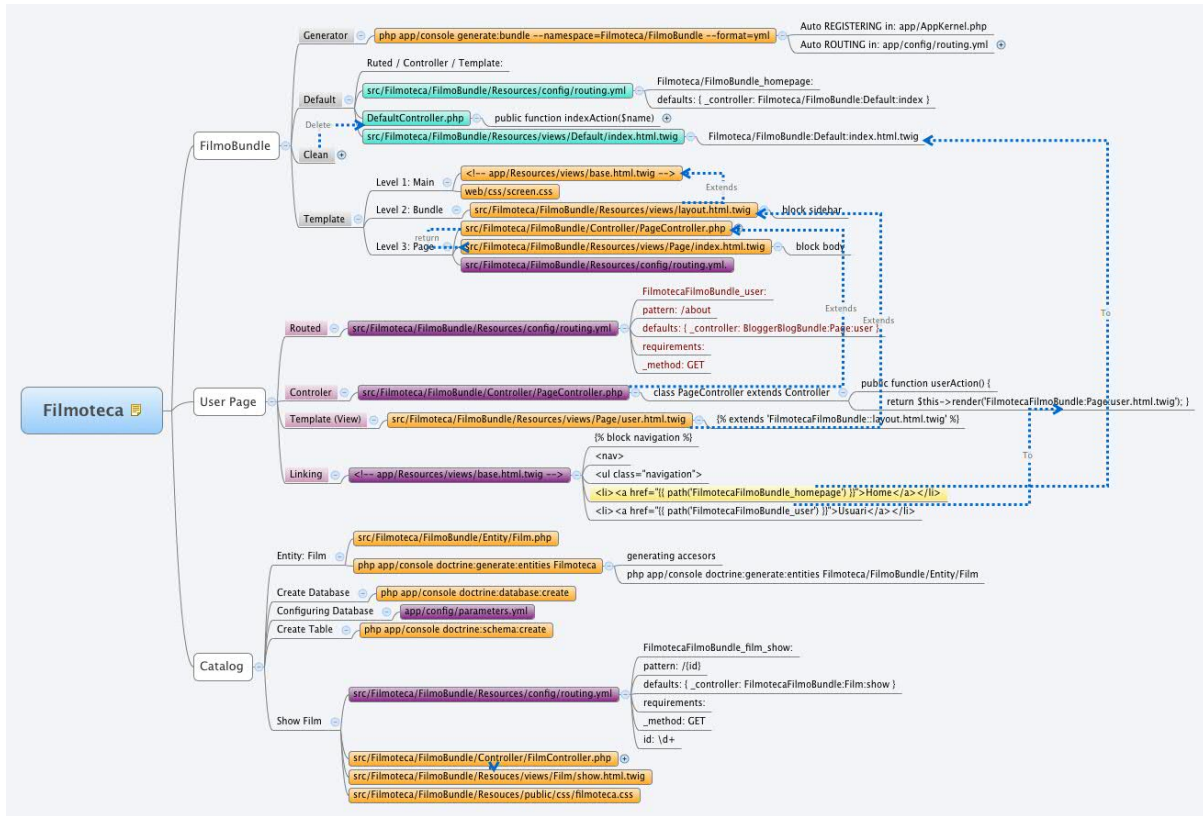 Filmoteca
FilmoBundle
Generator
php app/console generate:bundle --namespace=Filmoteca/FilmoBundle --format=yml
Auto REGISTERING in: app/AppKernel.php
Auto ROUTING in: app/config/routing.yml
Default
Ruted / Controller / Template:
src/Filmoteca/FilmoBundle/Resources/config/routing.yml
Filmoteca/FilmoBundle_homepage:
defaults: { _controller: Filmoteca/FilmoBundle:Default:index }
DefaultController.php
public function indexAction($name)
src/Filmoteca/FilmoBundle/Resources/views/Default/index.html.twig
Filmoteca/FilmoBundle:Default:index.html.twig
Delete
Clean
Template
Level 1: Main
<!-- app/Resources/views/base.html.twig -->
web/css/screen.css
Extends
Level 2: Bundle
src/Filmoteca/FilmoBundle/Resources/views/layout.html.twig
block sidebar
Level 3: Page
return
src/Filmoteca/FilmoBundle/Controller/PageController.php
src/Filmoteca/FilmoBundle/Resources/views/Page/index.html.twig
block body
src/Filmoteca/FilmoBundle/Resources/config/routing.yml.
User Page
Routed
src/Filmoteca/FilmoBundle/Resources/config/routing.yml
FilmotecaFilmoBundle_user:
pattern: /about
defaults: { _controller: BloggerBlogBundle:Page:user }
requirements:
_method: GET
Extends
Extends
To
Controler
src/Filmoteca/FilmoBundle/Controller/PageController.php
class PageController extends Controller
public function userAction() {
return $this->render('FilmotecaFilmoBundle:Page:user.html.twig'); }
Template (View)
src/Filmoteca/FilmoBundle/Resources/views/Page/user.html.twig
{% extends 'FilmotecaFilmoBundle::layout.html.twig' %}
Linking
<!-- app/Resources/views/base.html.twig -->
{% block navigation %}
<nav>
<ul class="navigation">
<li><a href="{{ path('FilmotecaFilmoBundle_homepage') }}">Home</a></li>
<li><a href="{{ path('FilmotecaFilmoBundle_user') }}">Usuari</a></li>
To
Catalog
Entity: Film
src/Filmoteca/FilmoBundle/Entity/Film.php
php app/console doctrine:generate:entities Filmoteca
generating accesors
php app/console doctrine:generate:entities Filmoteca/FilmoBundle/Entity/Film
Create Database
php app/console doctrine:database:create
Configuring Database
app/config/parameters.yml
Create Table
php app/console doctrine:schema:create
Show Film
src/Filmoteca/FilmoBundle/Resources/config/routing.yml
FilmotecaFilmoBundle_film_show:
pattern: /{id}
defaults: { _controller: FilmotecaFilmoBundle:Film:show }
requirements:
_method: GET
id: \d+
src/Filmoteca/FilmoBundle/Controller/FilmController.php
src/Filmoteca/FilmoBundle/Resouces/views/Film/show.html.twig
src/Filmoteca/FilmoBundle/Resouces/public/css/filmoteca.css